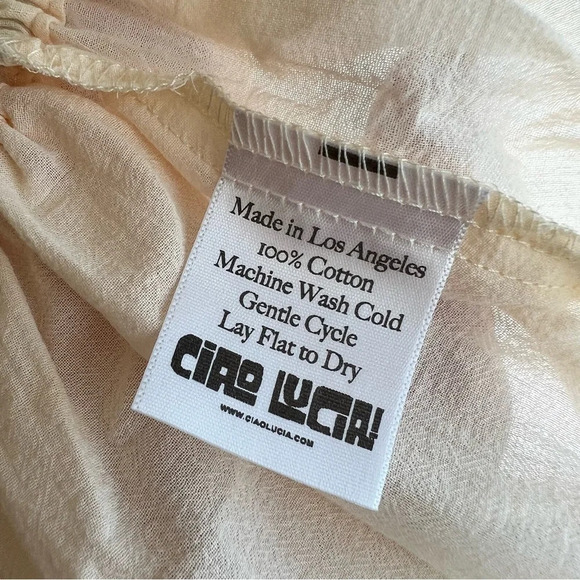 Made in Los Angeles
100% Cotton
Machine Wash Cold
Gentle Cycle
Lay Flat to Dry
CIAO LUCIA!
WWW.CIAOLUCIA.COM